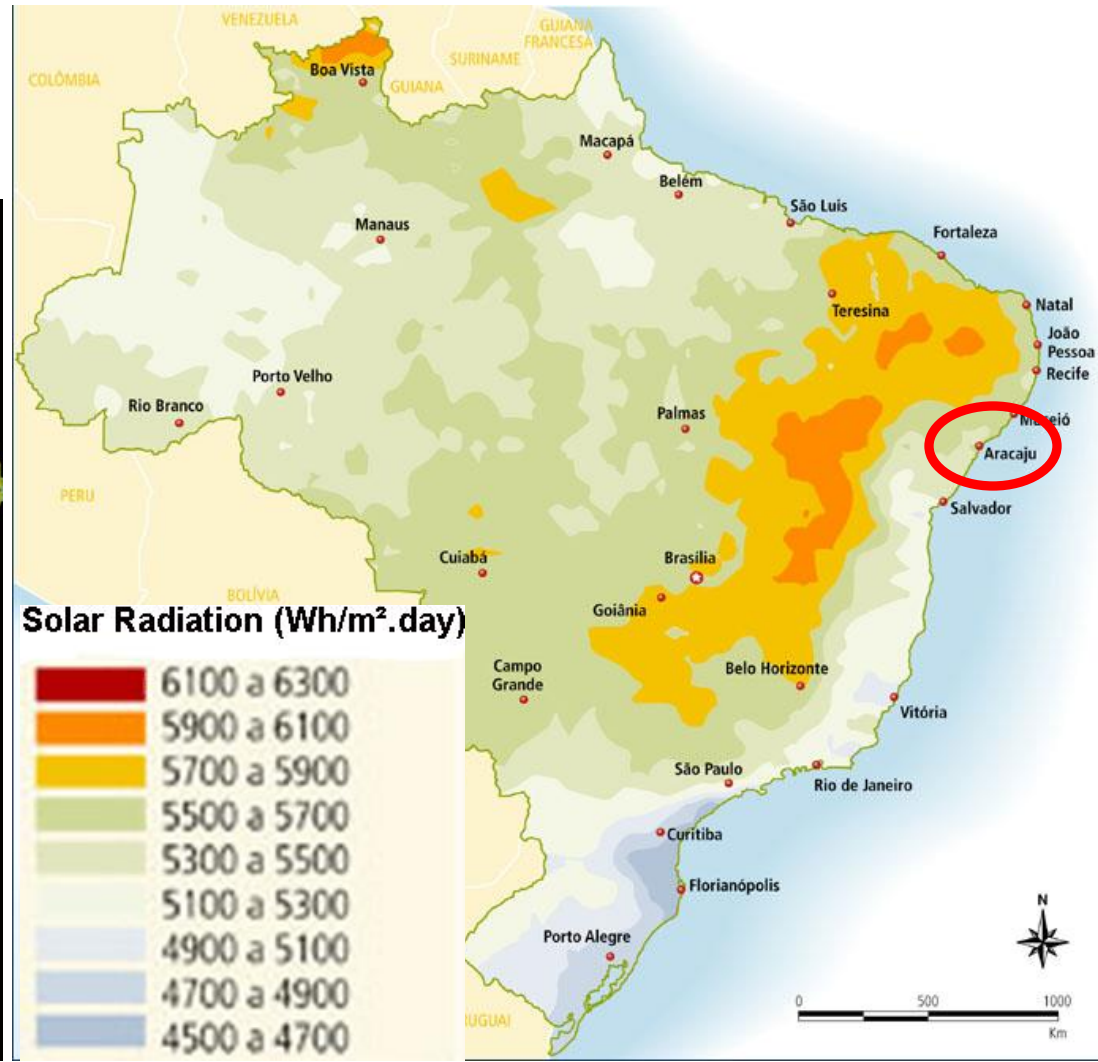 VENEZUELA
GUIANA
FRANCESA
SURINAME
COLÔMBIA
Boa Vista
GUIANA
Macapá
Belém
São Luis
Manaus
Fortaleza
Teresina
Natal
João
Pessoa
Recife
Porto Velho
Rio Branco
Palmas
Maceió
Aracaju
PERU
Salvador
Cuiabá
Brasília
BOLÍVIA
Goiânia
Solar Radiation (Wh/m².day)
6100 a 6300
5900 a 6100
5700 a 5900
5500 a 5700
5300 a 5500
5100 a 5300
4900 a 5100
4700 a 4900
4500 a 4700
Campo
Grande
Belo Horizonte
Vitória
São Paulo
Rio de Janeiro
Curitiba
Florianópolis
Porto Alegre
RUGUAI
N
0 500 1000
Km